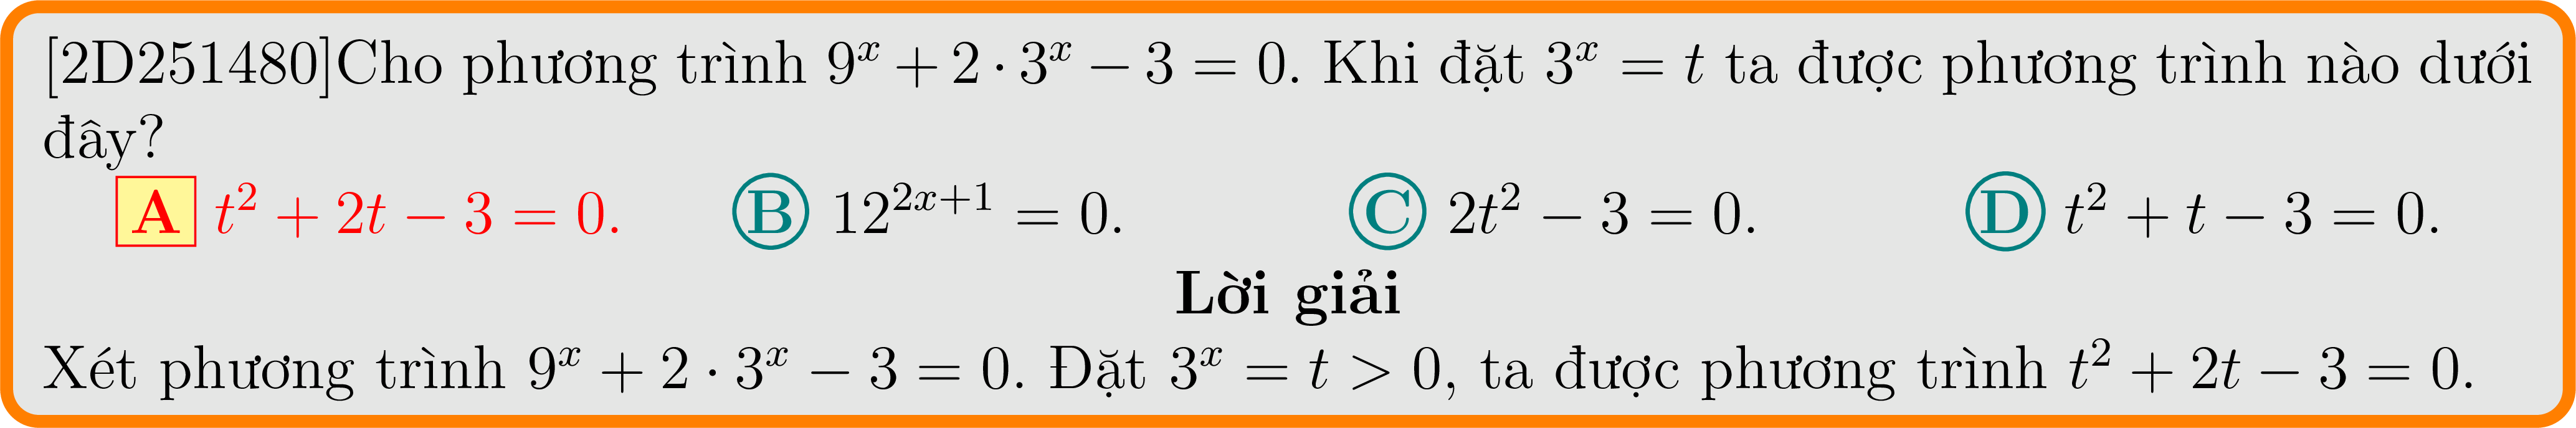 [2D251480]Cho phương trình $9^x + 2 \cdot 3^x - 3 = 0$. Khi đặt $3^x = t$ ta được phương trình nào dưới
đây?
A $t^2 + 2t - 3 = 0$. B $12^{2x+1} = 0$. C $2t^2 - 3 = 0$. D $t^2 + t - 3 = 0$.
Lời giải
Xét phương trình $9^x + 2 \cdot 3^x - 3 = 0$. Đặt $3^x = t > 0$, ta được phương trình $t^2 + 2t - 3 = 0$.